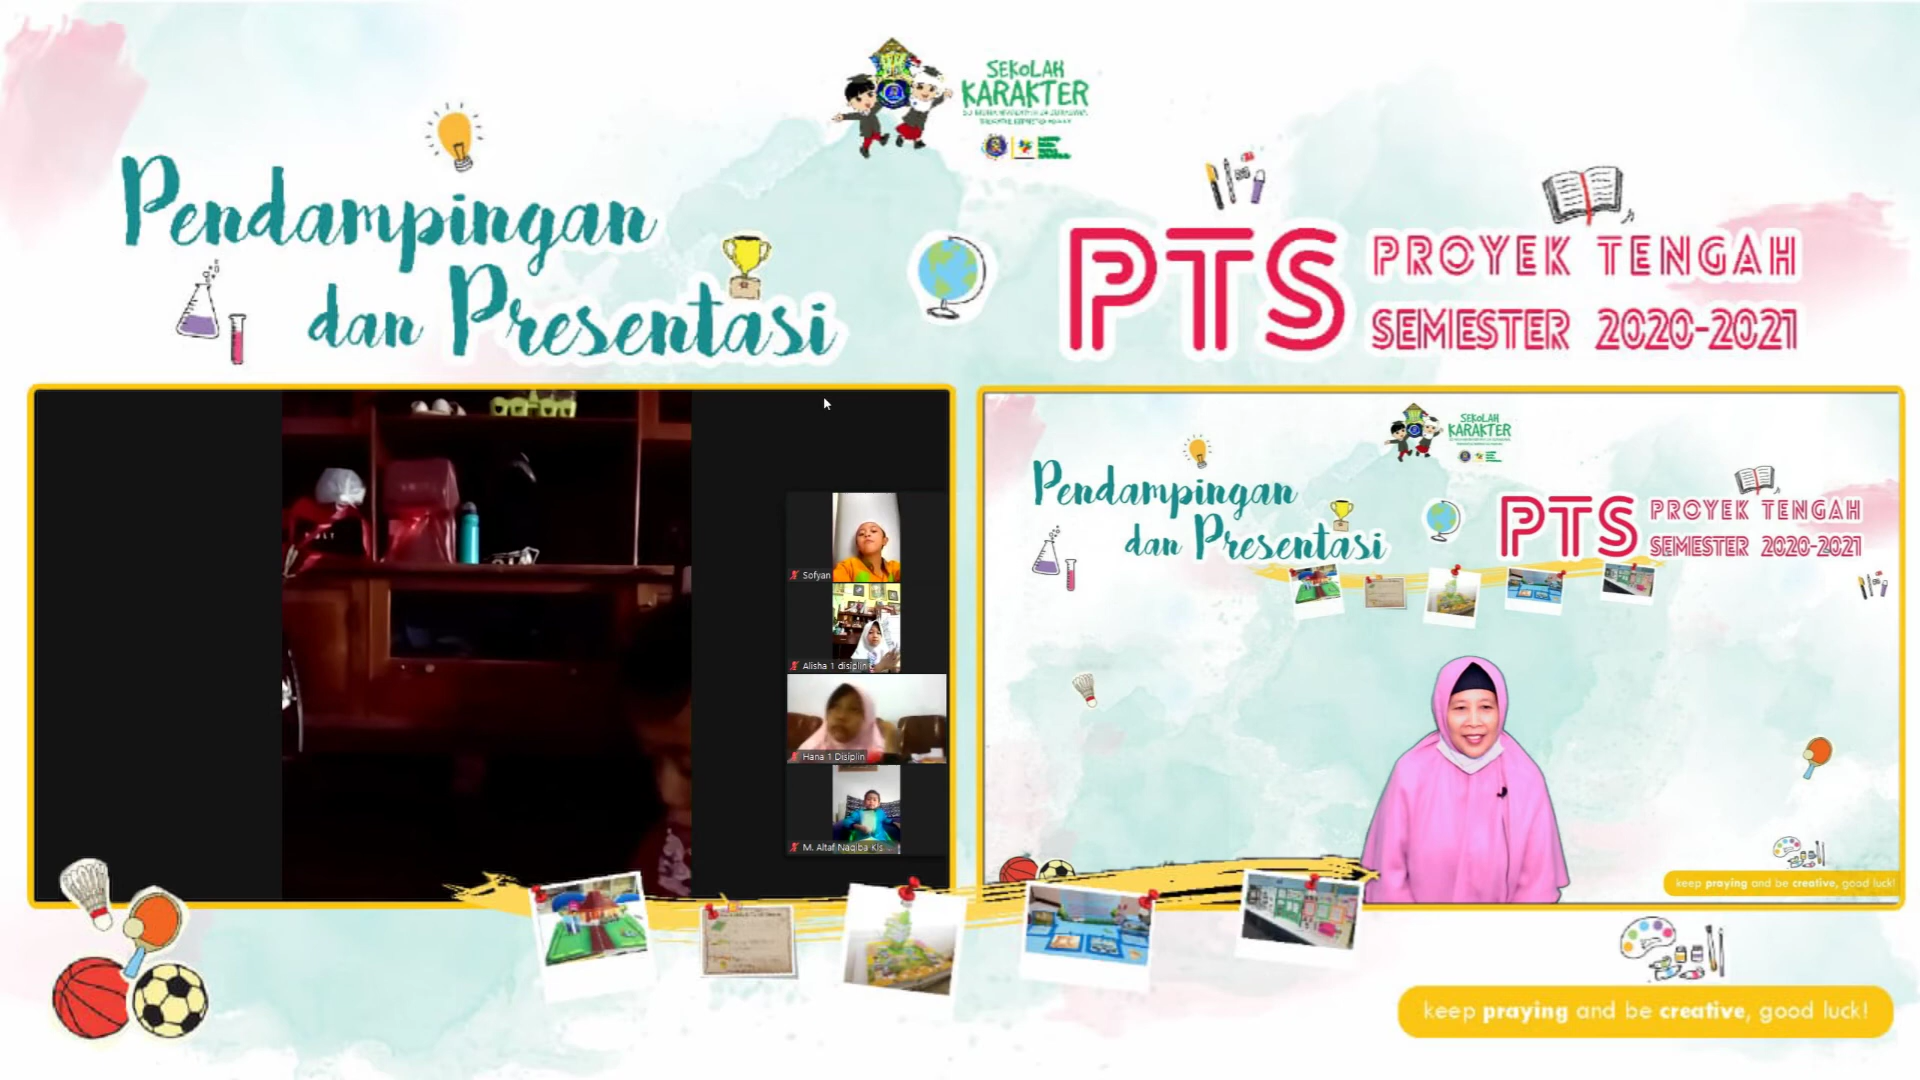 SEKOLAH
KARAKTER
Pendampingan
dan Presentasi
PTS
PROYEK TENGAH
SEMESTER 2020-2021
Sofyan
Alisha 1 disiplin
Hana 1 Disiplin
M. Altaf Naqiba Kls
SEKOLAH
KARAKTER
Pendampingan
dan Presentasi
PTS
PROYEK TENGAH
SEMESTER 2020-2021
keep praying and be creative, good luck!
keep praying and be creative, good luck!